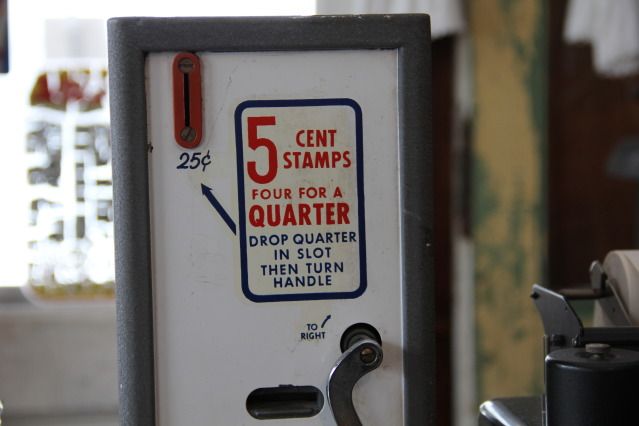 25¢
5 CENT
STAMPS
FOUR FOR A
QUARTER
DROP QUARTER
IN SLOT
THEN TURN
HANDLE
TO
RIGHT